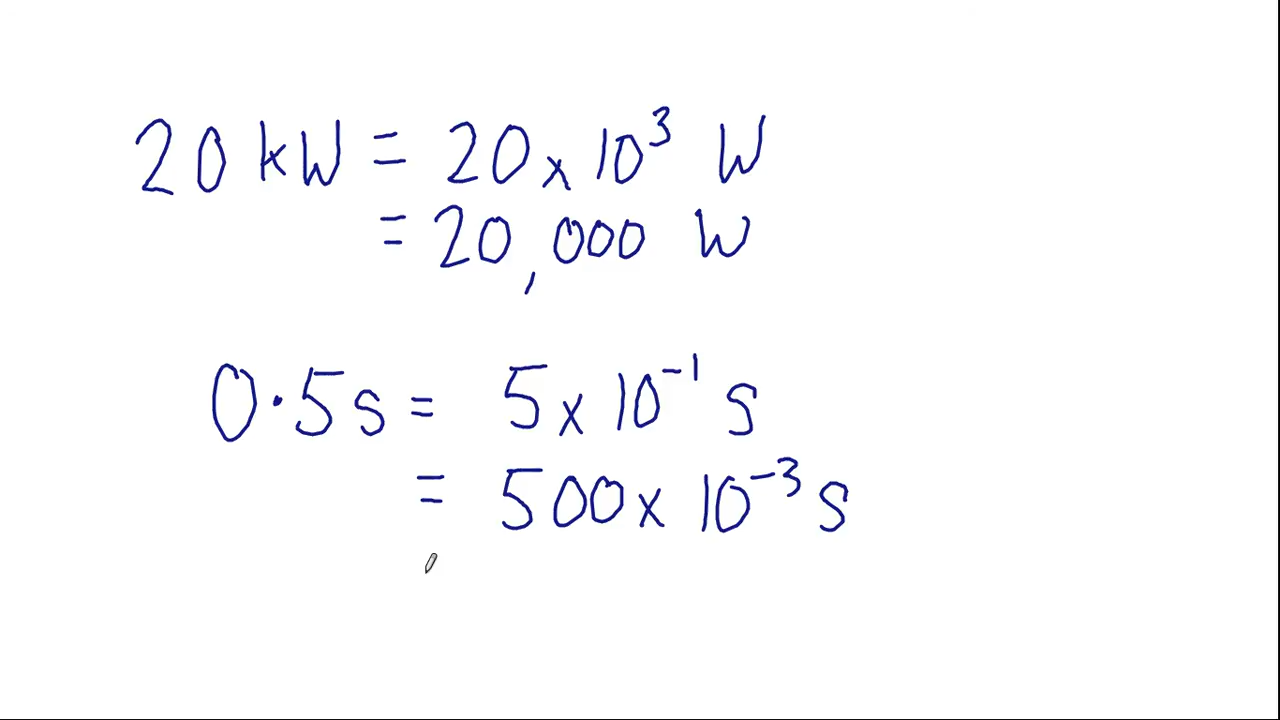 20 kW = 20 x 10³ W
= 20,000 W
0·5 s = 5 x 10⁻¹ s
= 500 x 10⁻³ s